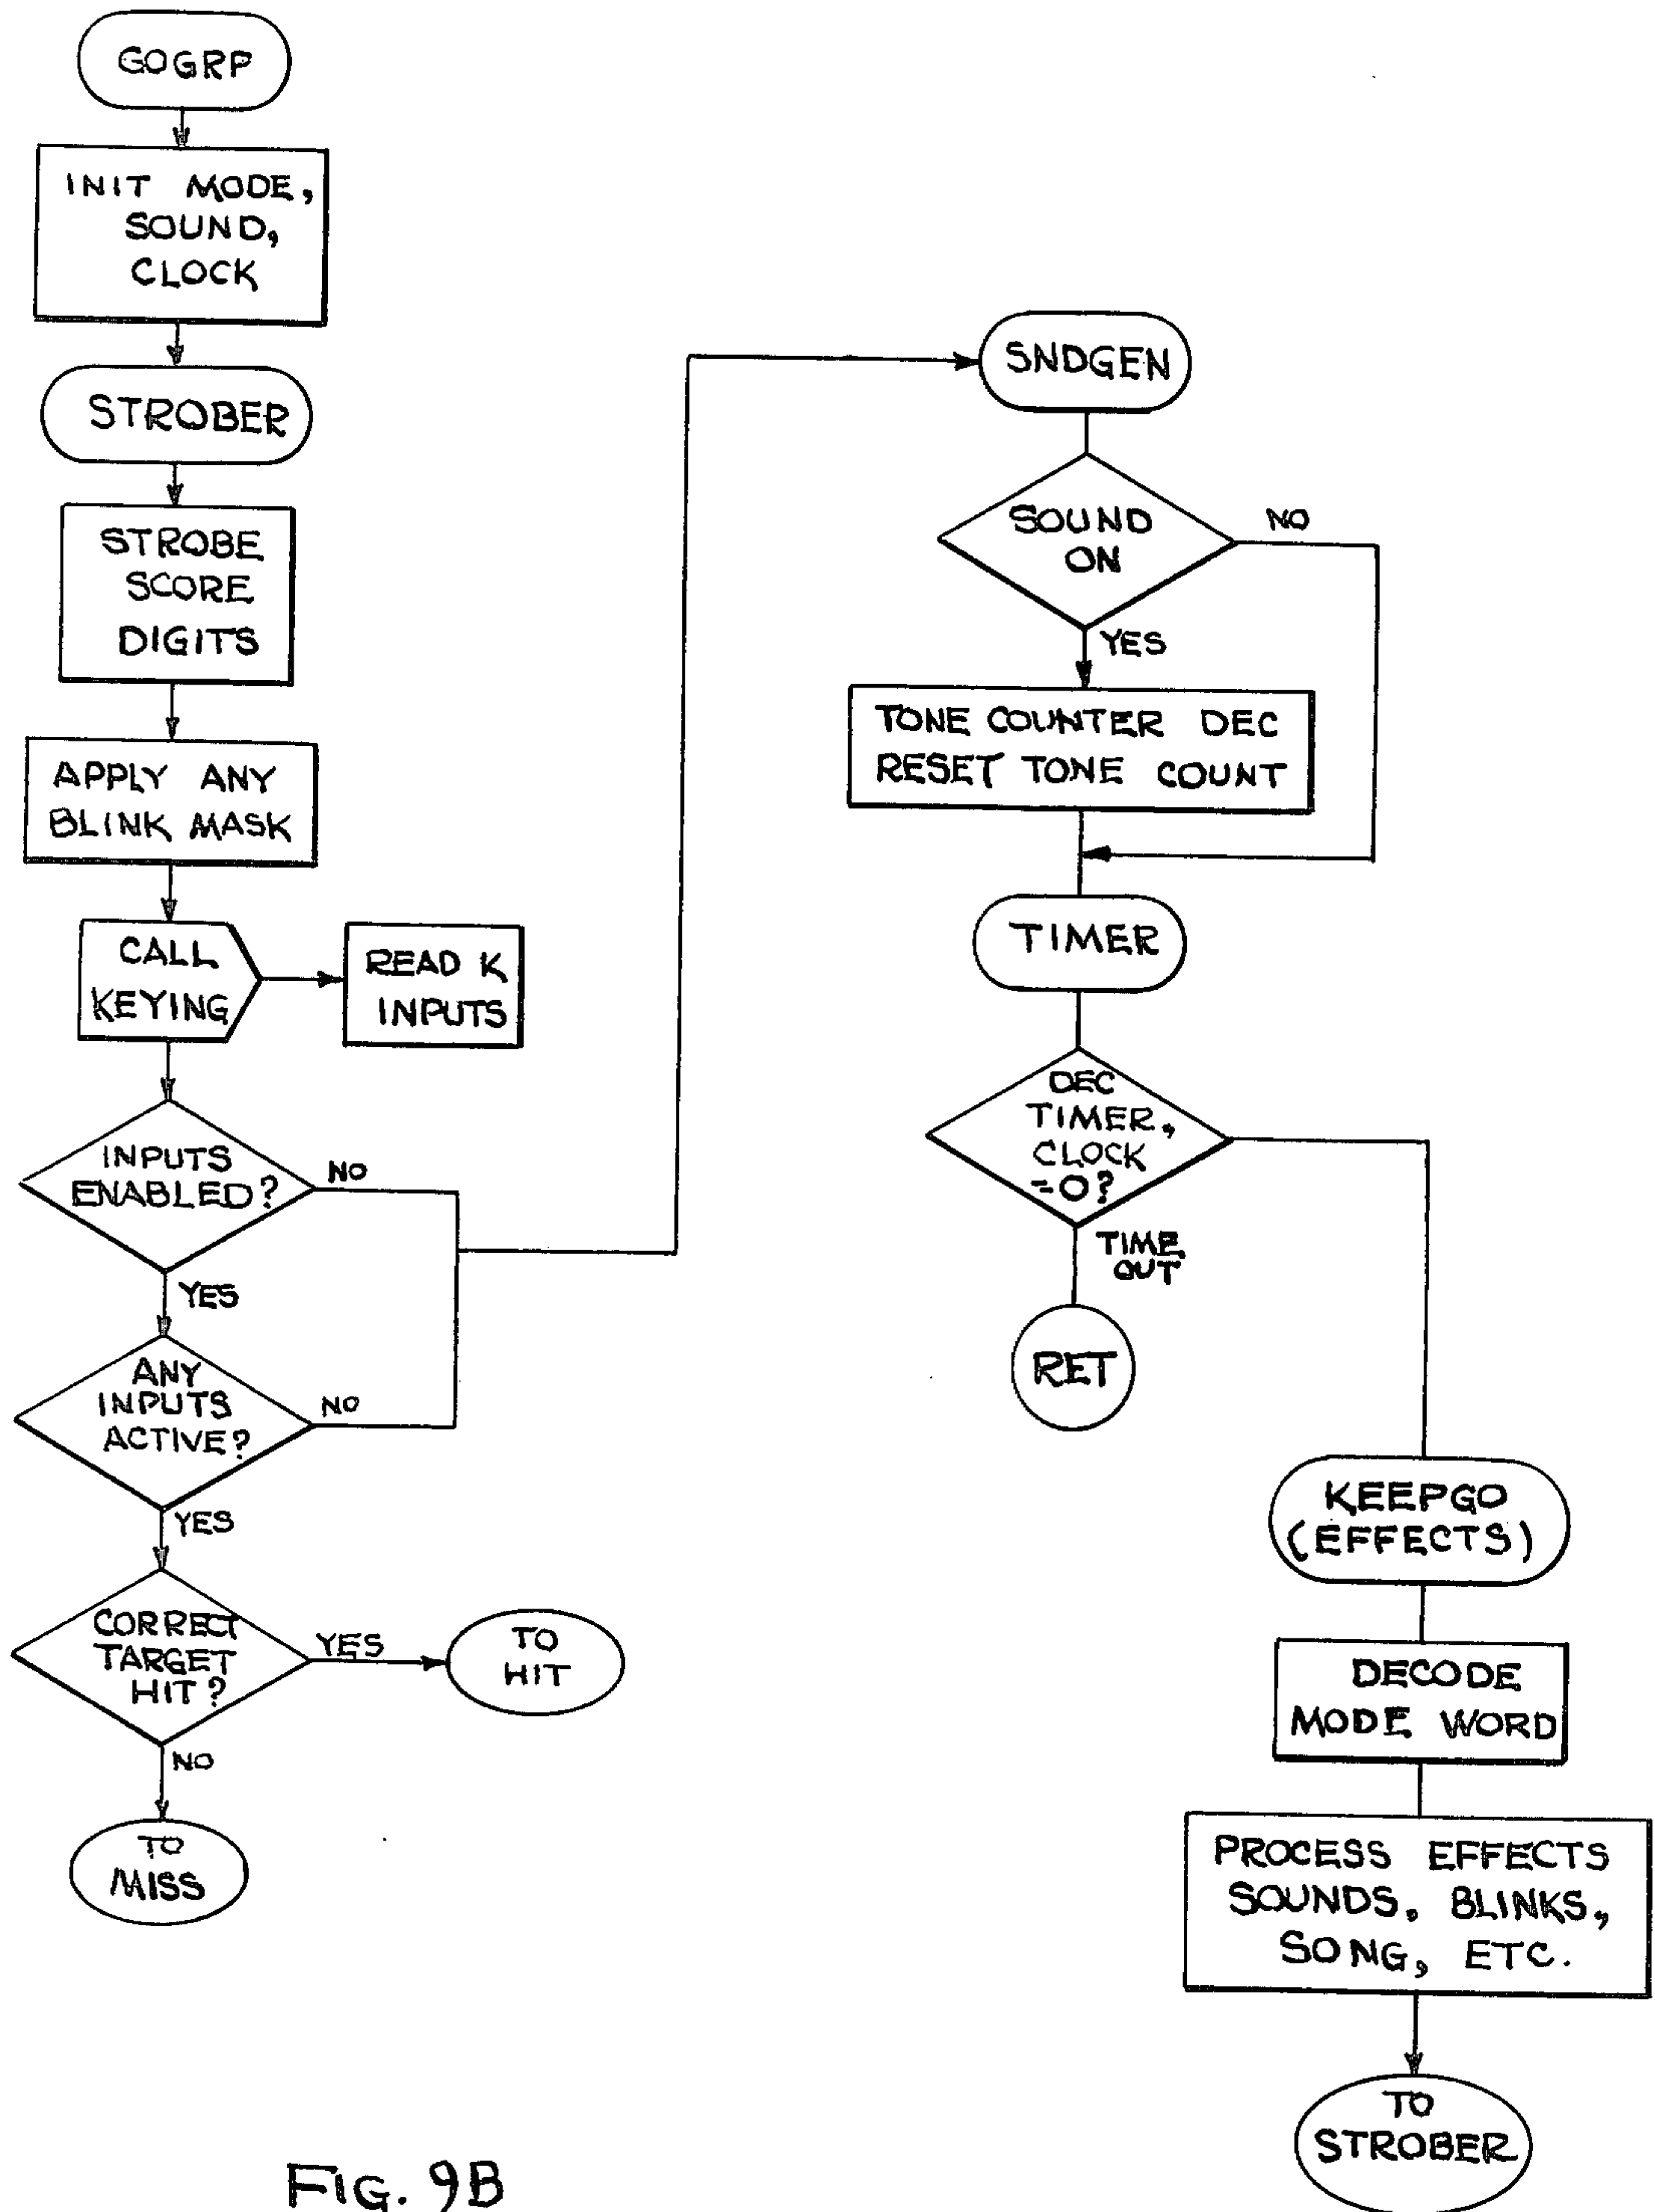 GOGRP
INIT MODE,
SOUND,
CLOCK
STROBER
STROBE
SCORE
DIGITS
APPLY ANY
BLINK MASK
CALL
KEYING
READ K
INPUTS
INPUTS
ENABLED?
NO
YES
ANY
INPUTS
ACTIVE?
NO
YES
CORRECT
TARGET
HIT?
YES
TO
HIT
NO
TO
MISS
SNDGEN
SOUND
ON
NO
YES
TONE COUNTER DEC
RESET TONE COUNT
TIMER
DEC
TIMER,
CLOCK
=0?
TIME
OUT
RET
KEEPGO
(EFFECTS)
DECODE
MODE WORD
PROCESS EFFECTS
SOUNDS, BLINKS,
SONG, ETC.
TO
STROBER
FIG. 9B